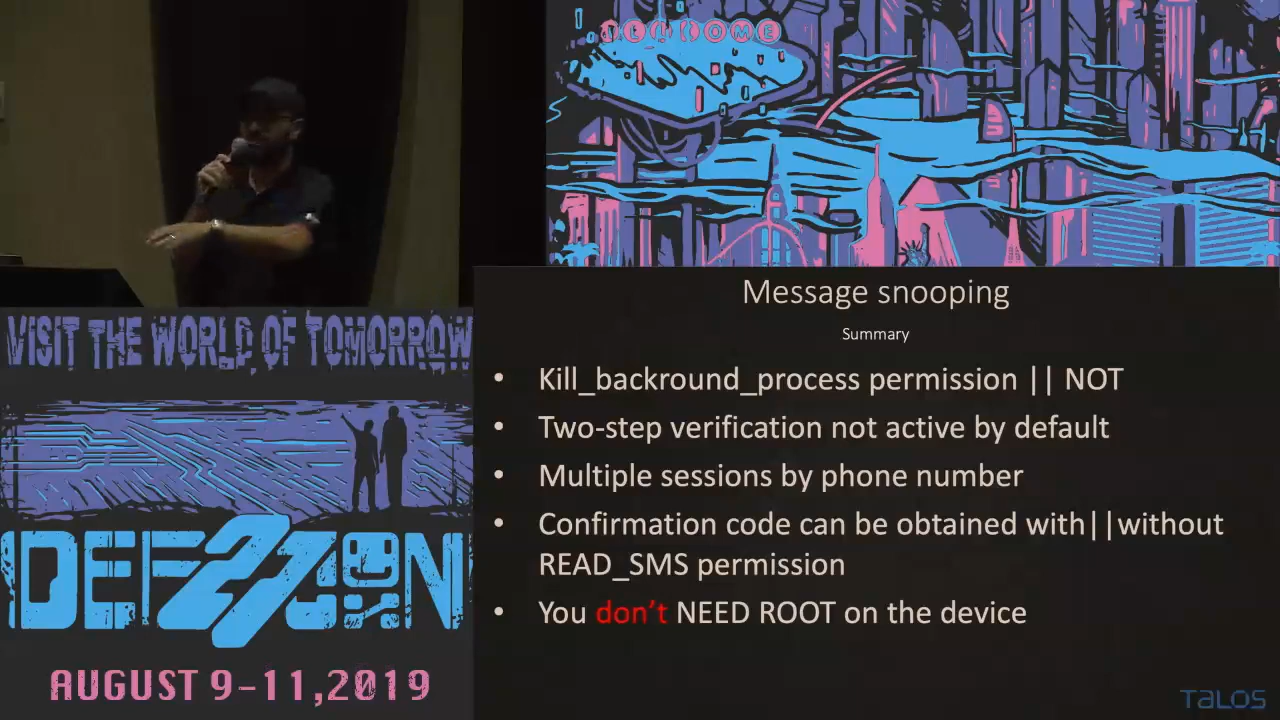 WELCOME
Message snooping
Summary
• Kill_backround_process permission || NOT
• Two-step verification not active by default
• Multiple sessions by phone number
• Confirmation code can be obtained with||without
READ_SMS permission
• You don't NEED ROOT on the device
TALOS
VISIT THE WORLD OF TOMORROW
DEF CON 27
AUGUST 9-11,2019